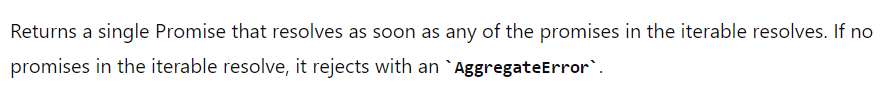 Returns a single Promise that resolves as soon as any of the promises in the iterable resolves. If no
promises in the iterable resolve, it rejects with an `AggregateError`.